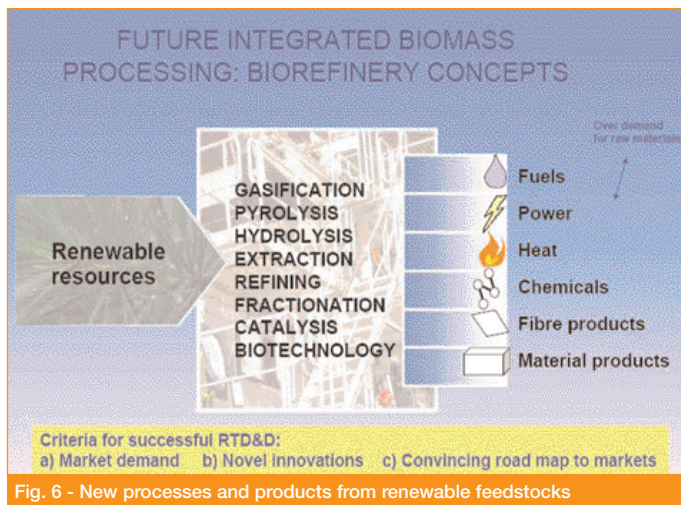 FUTURE INTEGRATED BIOMASS
PROCESSING: BIOREFINERY CONCEPTS
Over demand
for raw materials
Renewable
resources
GASIFICATION
PYROLYSIS
HYDROLYSIS
EXTRACTION
REFINING
FRACTIONATION
CATALYSIS
BIOTECHNOLOGY
Fuels
Power
Heat
Chemicals
Fibre products
Material products
Criteria for successful RTD&D:
a) Market demand b) Novel innovations c) Convincing road map to markets
Fig. 6 - New processes and products from renewable feedstocks